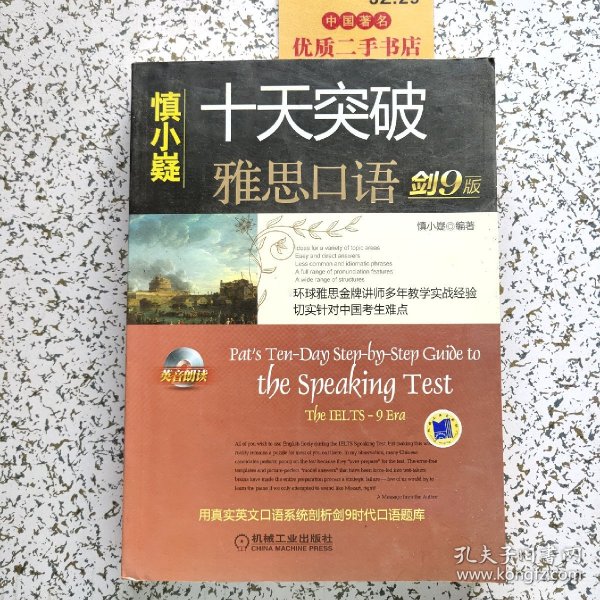 02.29
中国著名
优质二手书店
慎小嶷
十天突破
雅思口语 剑9版
慎小嶷◎编著
Ideas for a variety of topic areas
Easy and direct answers
Less common and idiomatic phrases
A full range of pronunciation features
A wide range of structures
环球雅思金牌讲师多年教学实战经验
切实针对中国考生难点
英音朗读
Pat's Ten-Day Step-by-Step Guide to
the Speaking Test
The IELTS - 9 Era
A Message from the Author
用真实英文口语系统剖析剑9时代口语题库
机械工业出版社
CHINA MACHINE PRESS
孔夫子旧书网
www.kongfz.com